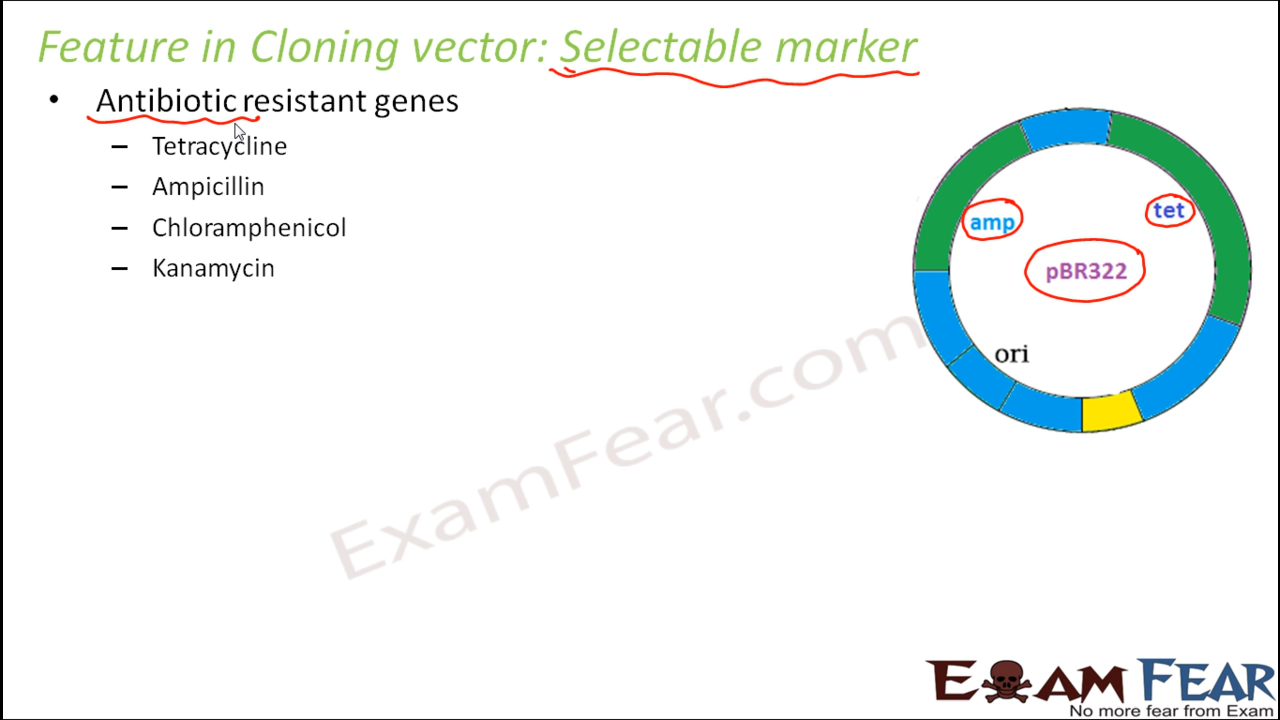 Feature in Cloning vector: Selectable marker
• Antibiotic resistant genes
– Tetracycline
– Ampicillin
– Chloramphenicol
– Kanamycin
amp
tet
pBR322
ori
ExamFear.com
EXAM FEAR
No more fear from Exam